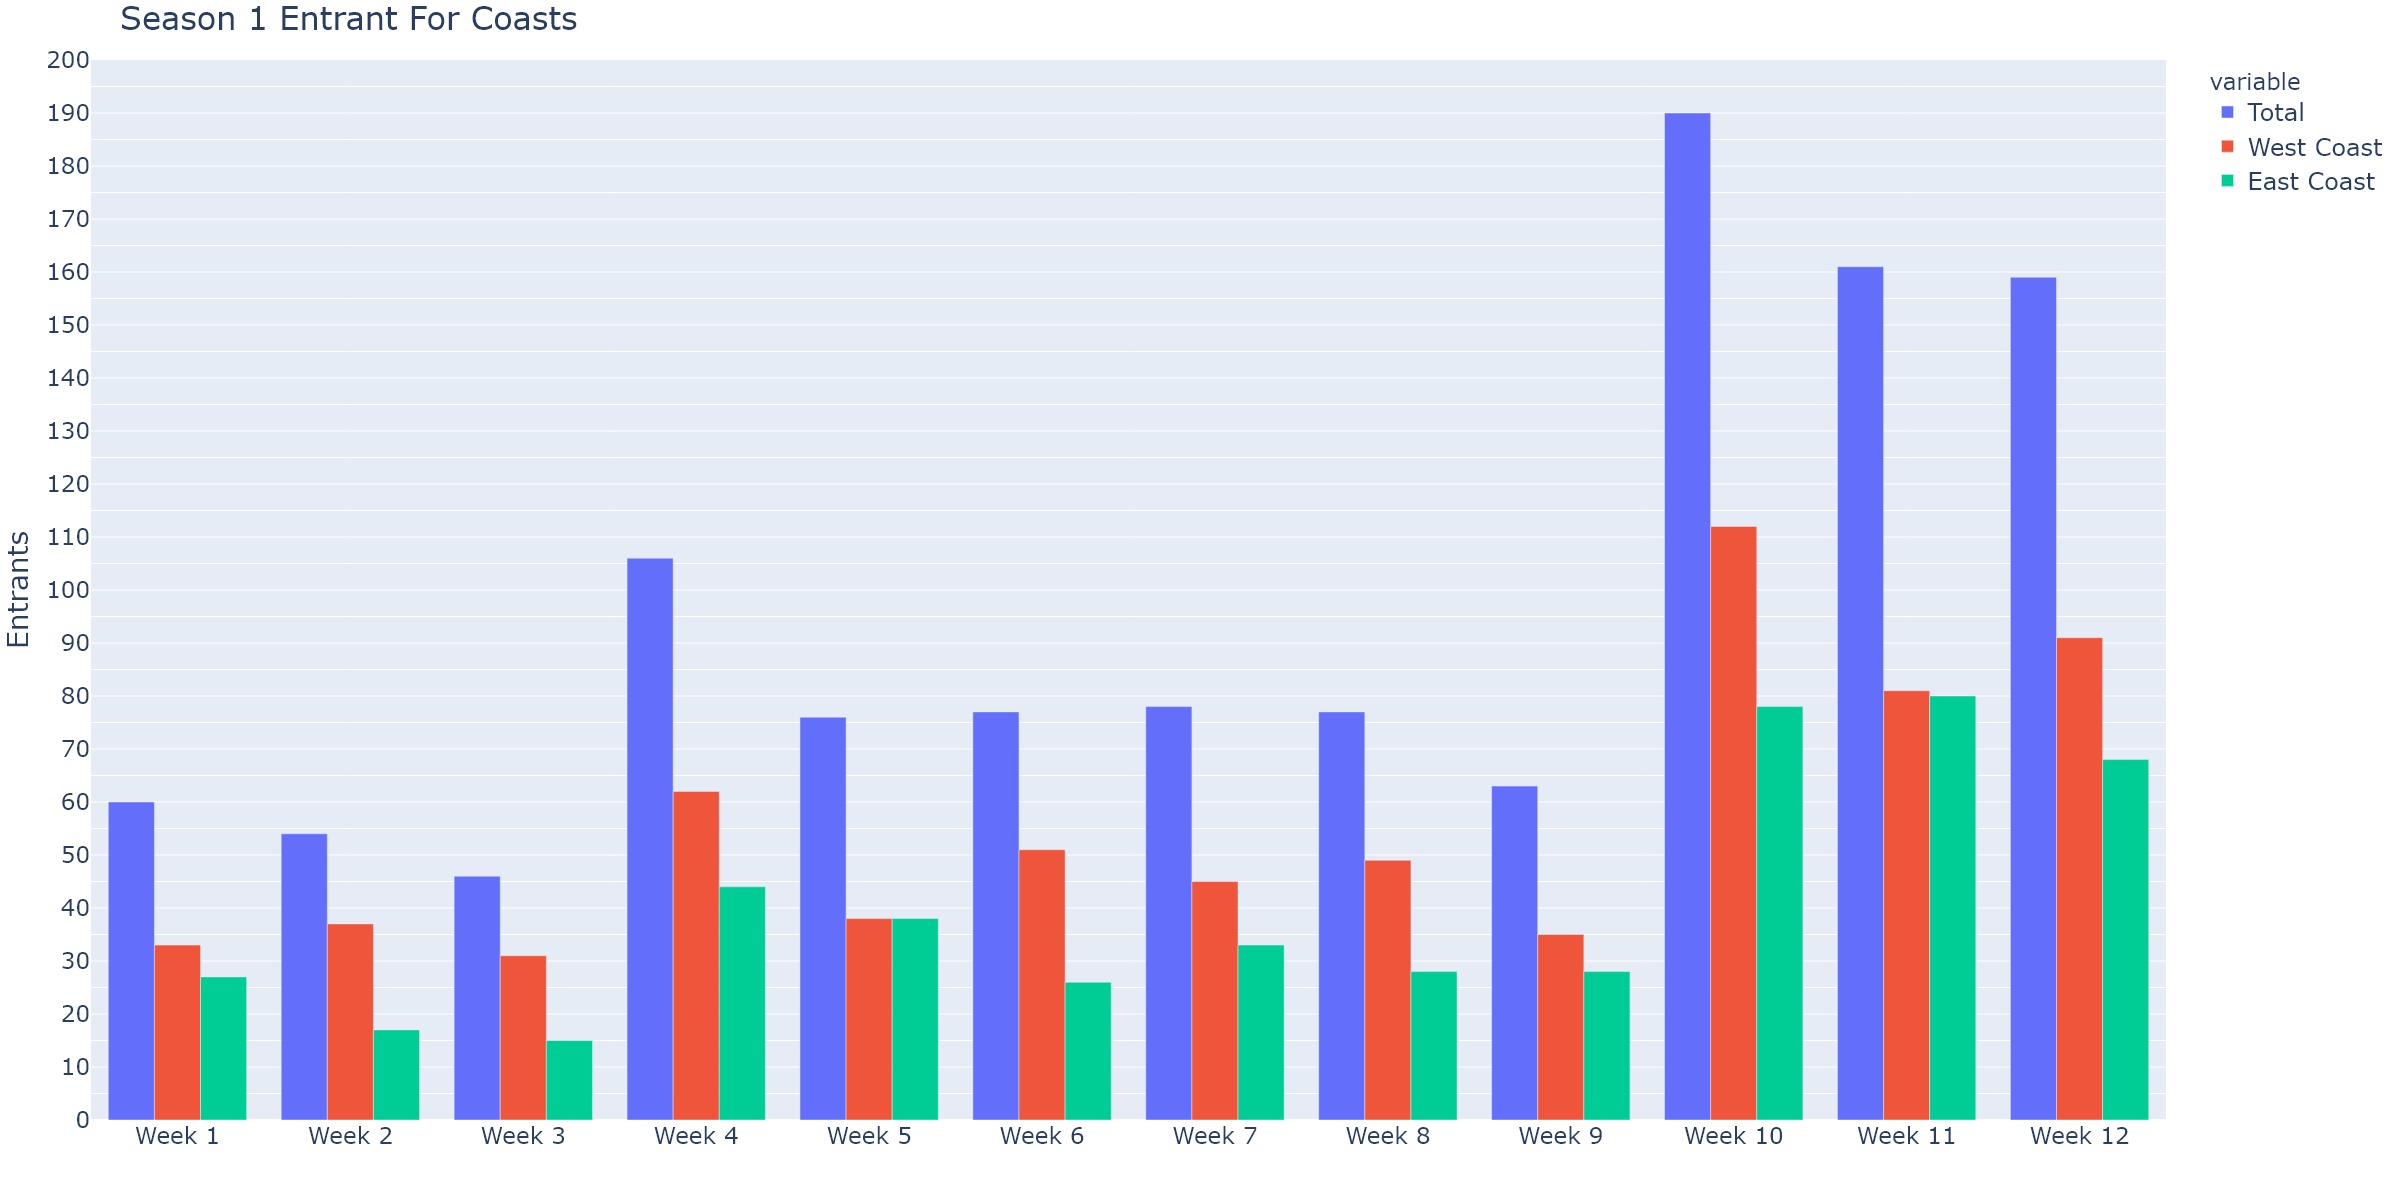 Season 1 Entrant For Coasts
200
190
180
170
160
150
140
130
120
110
100
90
80
70
60
50
40
30
20
10
0
Entrants
Week 1
Week 2
Week 3
Week 4
Week 5
Week 6
Week 7
Week 8
Week 9
Week 10
Week 11
Week 12
variable
Total
West Coast
East Coast